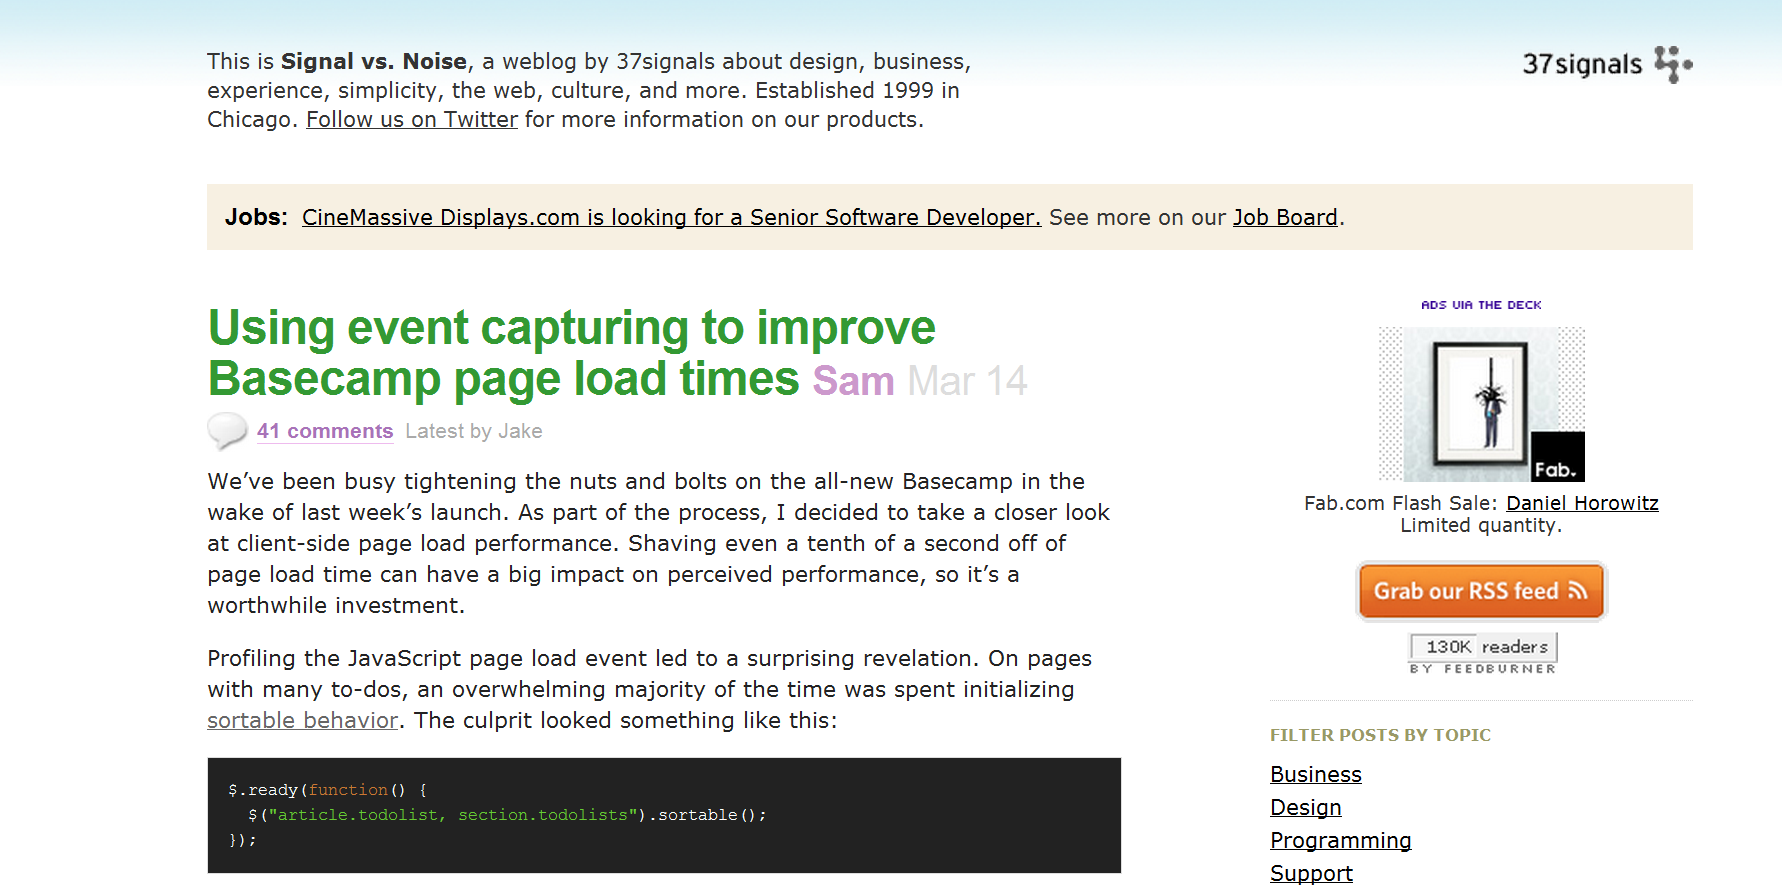 This is Signal vs. Noise, a weblog by 37signals about design, business,
experience, simplicity, the web, culture, and more. Established 1999 in
Chicago. Follow us on Twitter for more information on our products.
37signals
Jobs: CineMassive Displays.com is looking for a Senior Software Developer. See more on our Job Board.
Using event capturing to improve
Basecamp page load times Sam Mar 14
41 comments Latest by Jake
We’ve been busy tightening the nuts and bolts on the all-new Basecamp in the
wake of last week’s launch. As part of the process, I decided to take a closer look
at client-side page load performance. Shaving even a tenth of a second off of
page load time can have a big impact on perceived performance, so it’s a
worthwhile investment.
Profiling the JavaScript page load event led to a surprising revelation. On pages
with many to-dos, an overwhelming majority of the time was spent initializing
sortable behavior. The culprit looked something like this:
$.ready(function() {
  $("article.todolist, section.todolists").sortable();
});
ADS VIA THE DECK
Fab.
Fab.com Flash Sale: Daniel Horowitz
Limited quantity.
Grab our RSS feed
130K readers
BY FEEDBURNER
FILTER POSTS BY TOPIC
Business
Design
Programming
Support